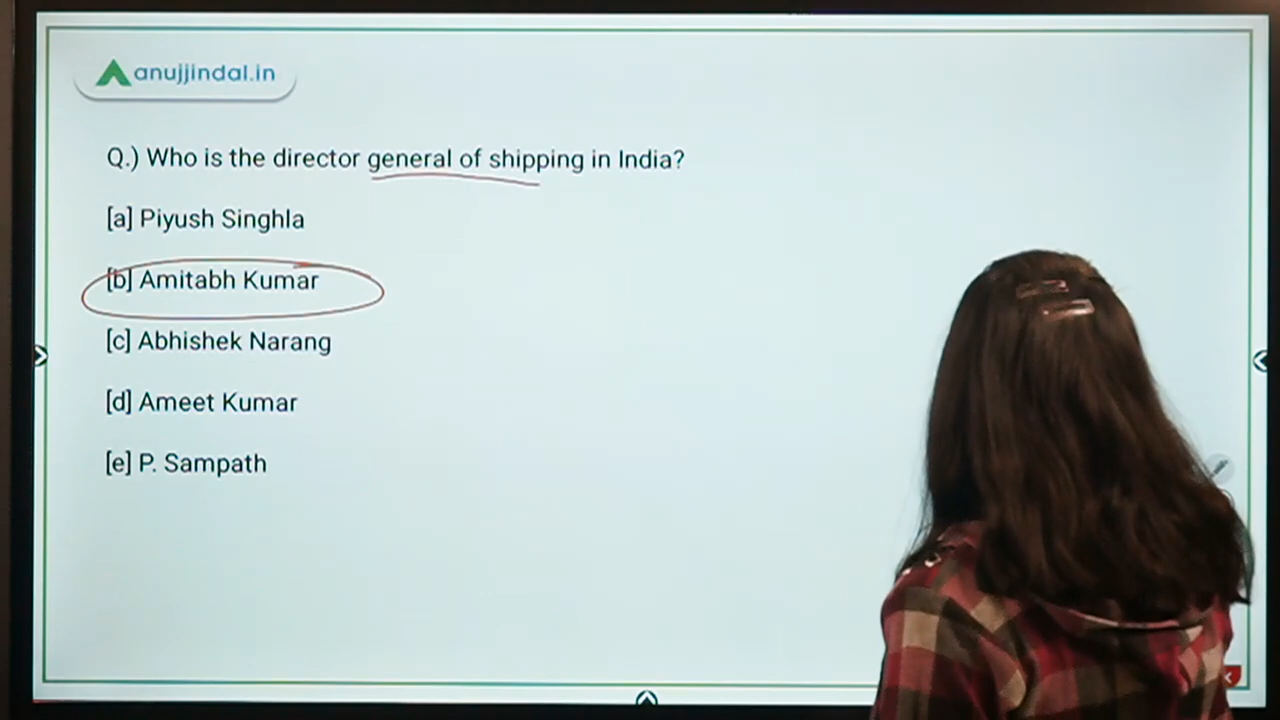 anujjindal.in
Q.) Who is the director general of shipping in India?
[a] Piyush Singhla
[b] Amitabh Kumar
[c] Abhishek Narang
[d] Ameet Kumar
[e] P. Sampath